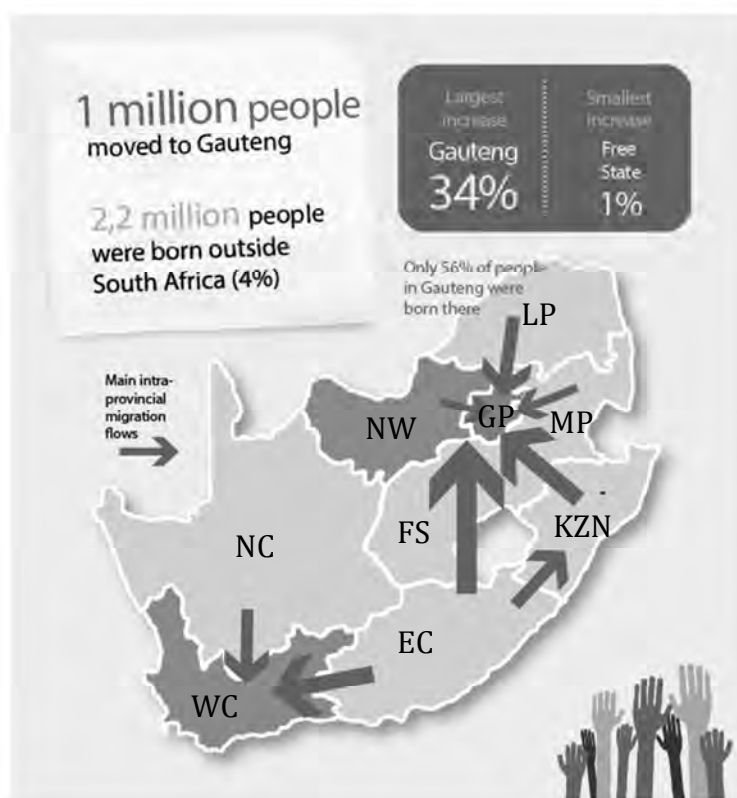 1 million people
moved to Gauteng
2,2 million people
were born outside
South Africa (4%)
Largest
increase
Gauteng
34%
Smallest
increase
Free
State
1%
Only 56% of people
in Gauteng were
born there
Main intra-
provincial
migration
flows
LP
NW
GP
MP
NC
FS
KZN
EC
WC